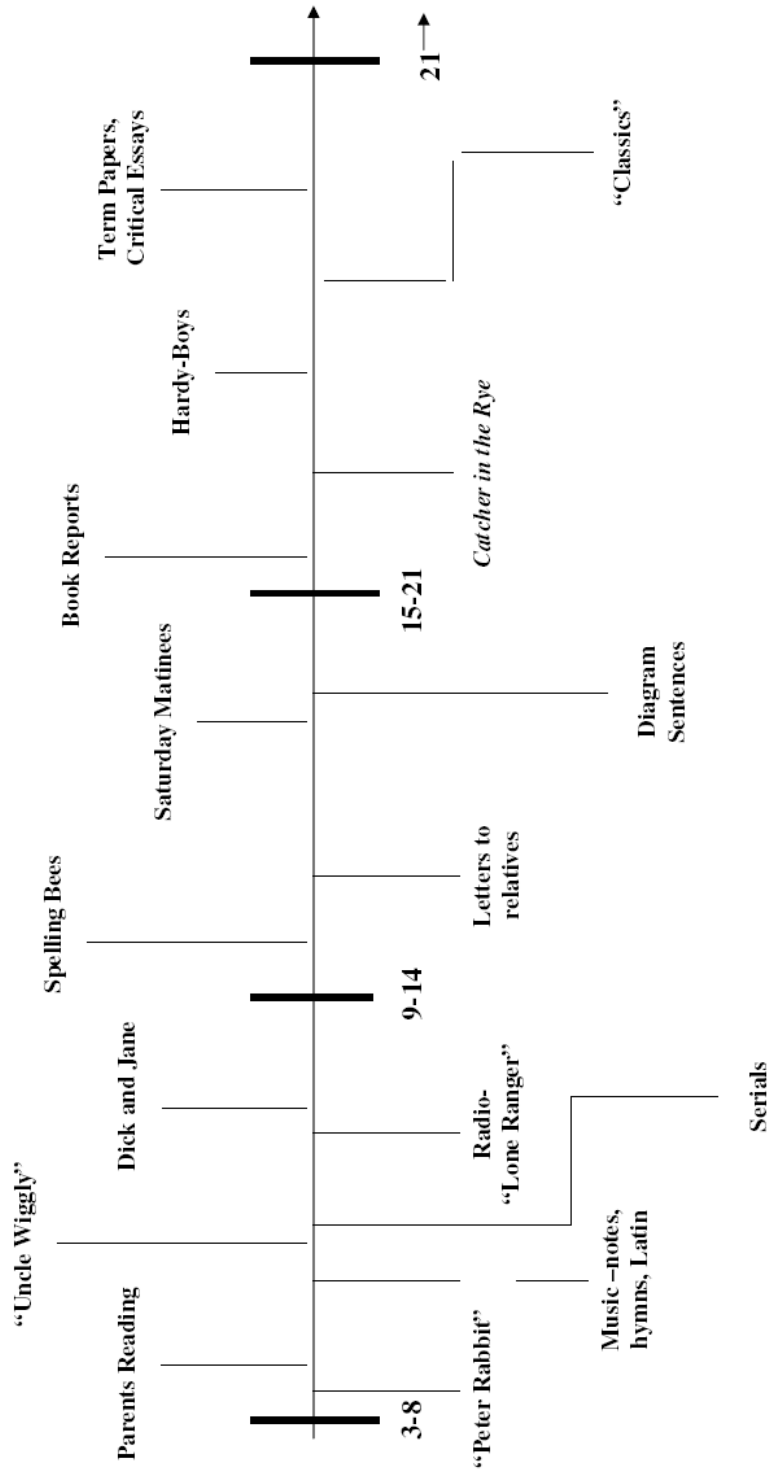 “Uncle Wiggly”
Parents Reading
Dick and Jane
Spelling Bees
Saturday Matinees
Book Reports
Hardy-Boys
Term Papers,
Critical Essays
3-8
9-14
15-21
21
“Peter Rabbit”
Music –notes,
hymns, Latin
Radio-
“Lone Ranger”
Serials
Letters to
relatives
Diagram
Sentences
Catcher in the Rye
“Classics”